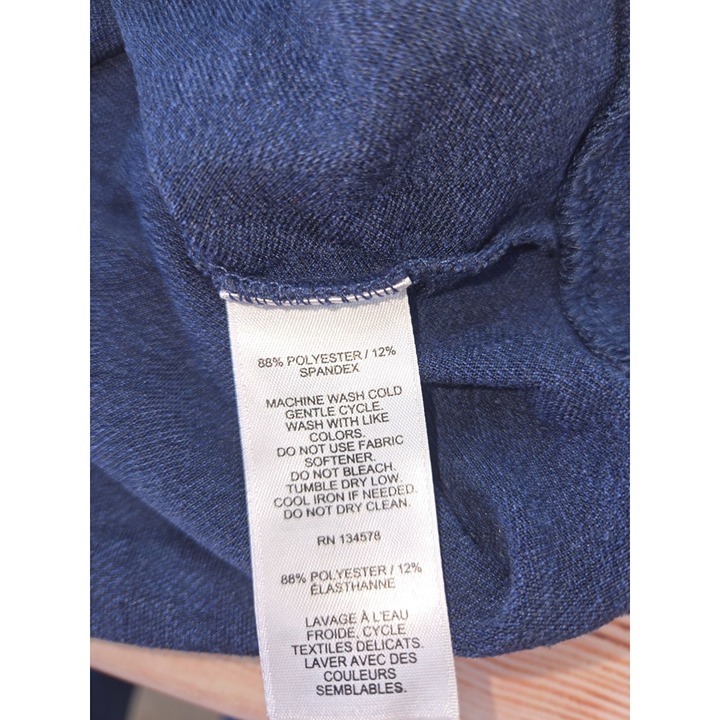 88% POLYESTER / 12%
SPANDEX
MACHINE WASH COLD
GENTLE CYCLE.
WASH WITH LIKE
COLORS.
DO NOT USE FABRIC
SOFTENER.
DO NOT BLEACH.
TUMBLE DRY LOW.
COOL IRON IF NEEDED.
DO NOT DRY CLEAN.
RN 134578
88% POLYESTER / 12%
ÉLASTHANNE
LAVAGE À L'EAU
FROIDE, CYCLE
TEXTILES DELICATS.
LAVER AVEC DES
COULEURS
SEMBLABLES.